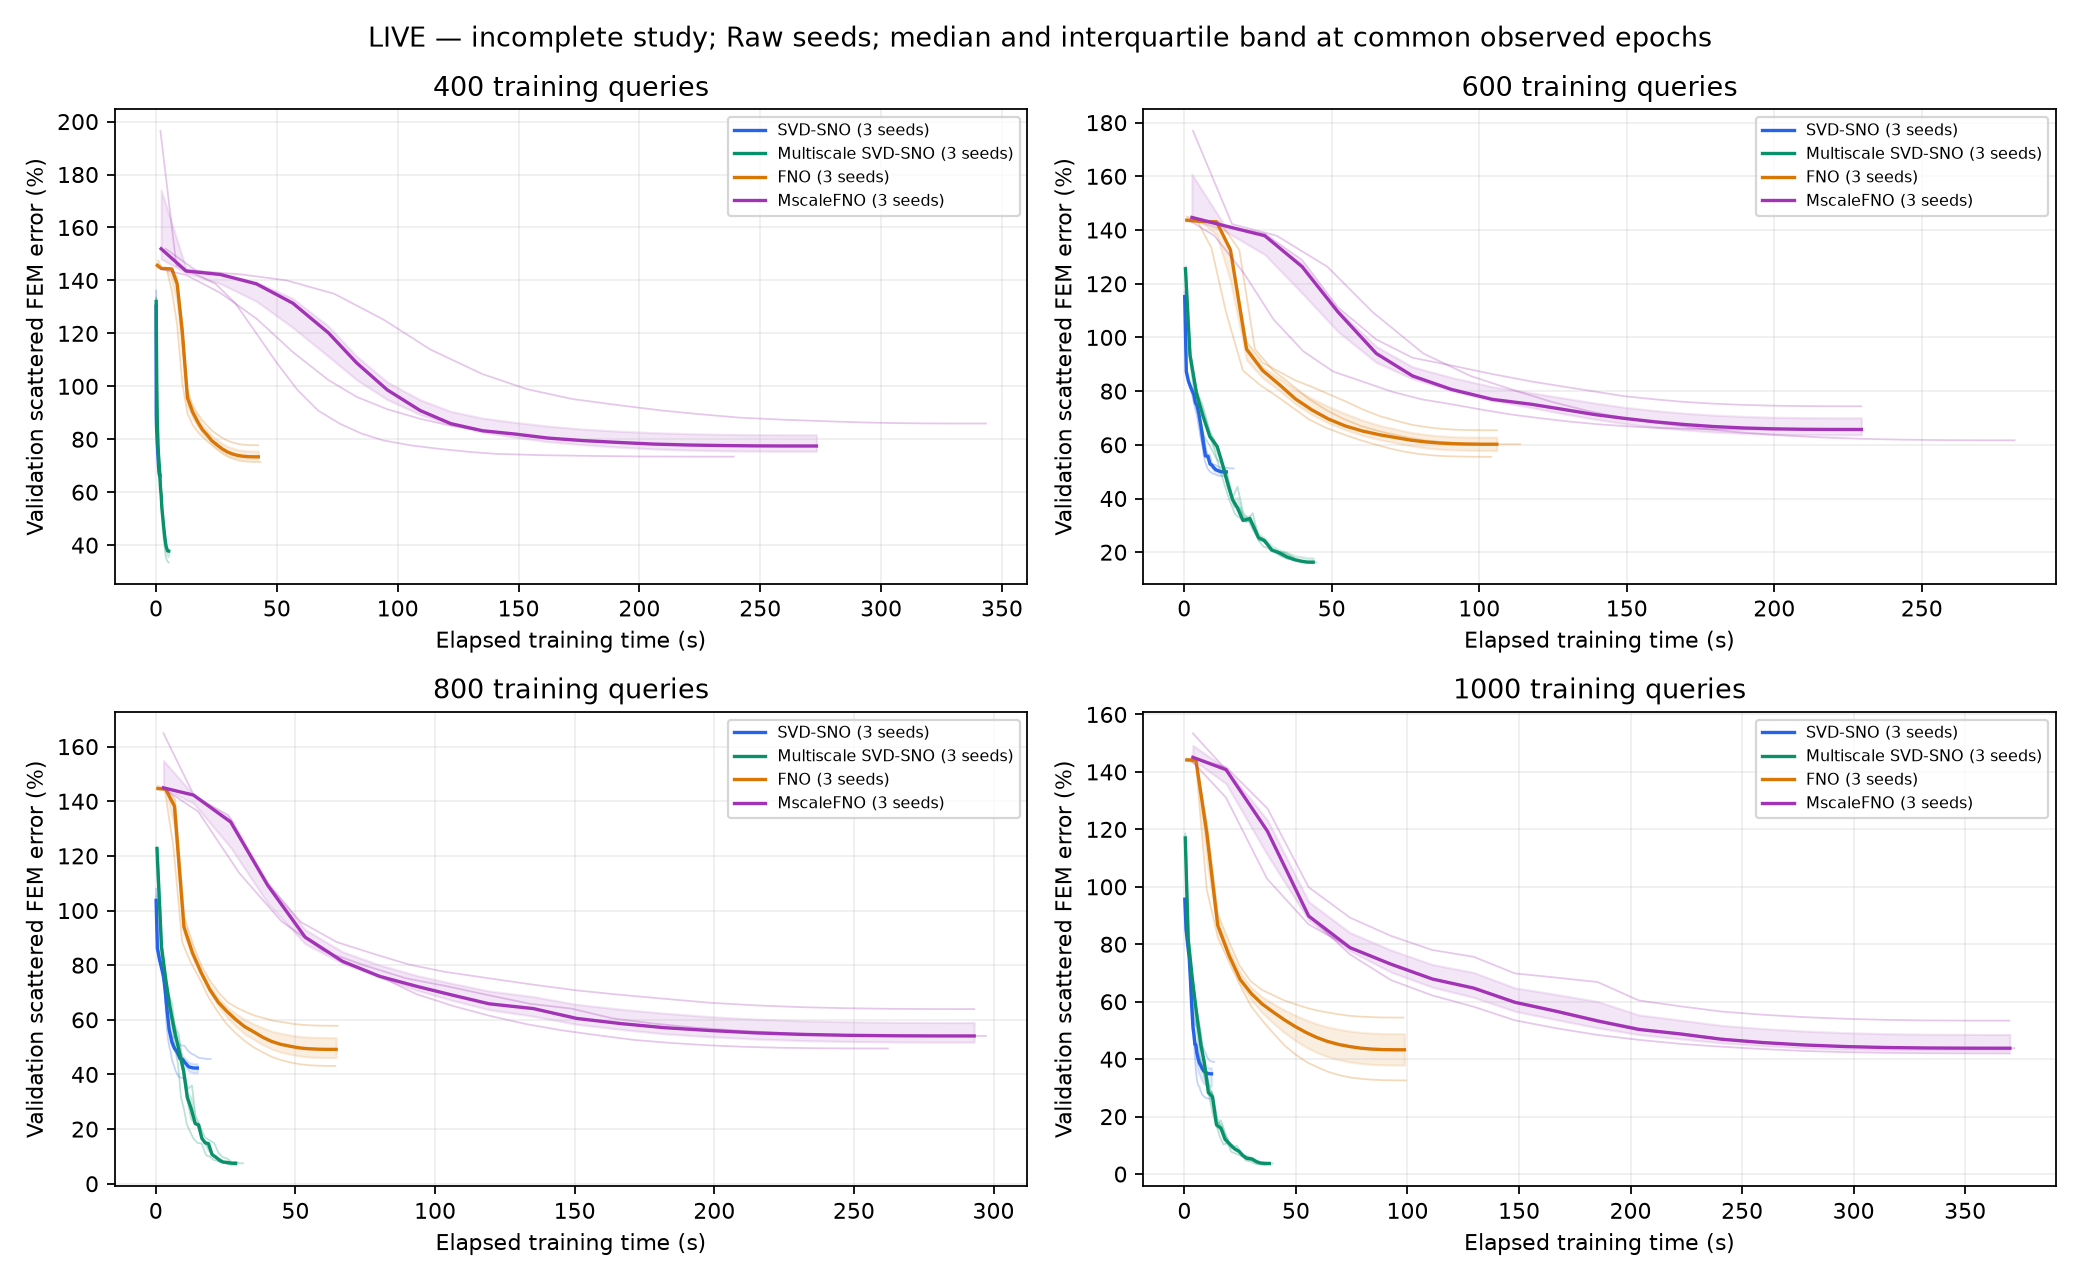 LIVE — incomplete study; Raw seeds; median and interquartile band at common observed epochs
400 training queries
Validation scattered FEM error (%)
200
180
160
140
120
100
80
60
40
0
50
100
150
200
250
300
350
Elapsed training time (s)
SVD-SNO (3 seeds)
Multiscale SVD-SNO (3 seeds)
FNO (3 seeds)
MscaleFNO (3 seeds)
600 training queries
Validation scattered FEM error (%)
180
160
140
120
100
80
60
40
20
0
50
100
150
200
250
Elapsed training time (s)
SVD-SNO (3 seeds)
Multiscale SVD-SNO (3 seeds)
FNO (3 seeds)
MscaleFNO (3 seeds)
800 training queries
Validation scattered FEM error (%)
160
140
120
100
80
60
40
20
0
0
50
100
150
200
250
300
Elapsed training time (s)
SVD-SNO (3 seeds)
Multiscale SVD-SNO (3 seeds)
FNO (3 seeds)
MscaleFNO (3 seeds)
1000 training queries
Validation scattered FEM error (%)
160
140
120
100
80
60
40
20
0
0
50
100
150
200
250
300
350
Elapsed training time (s)
SVD-SNO (3 seeds)
Multiscale SVD-SNO (3 seeds)
FNO (3 seeds)
MscaleFNO (3 seeds)